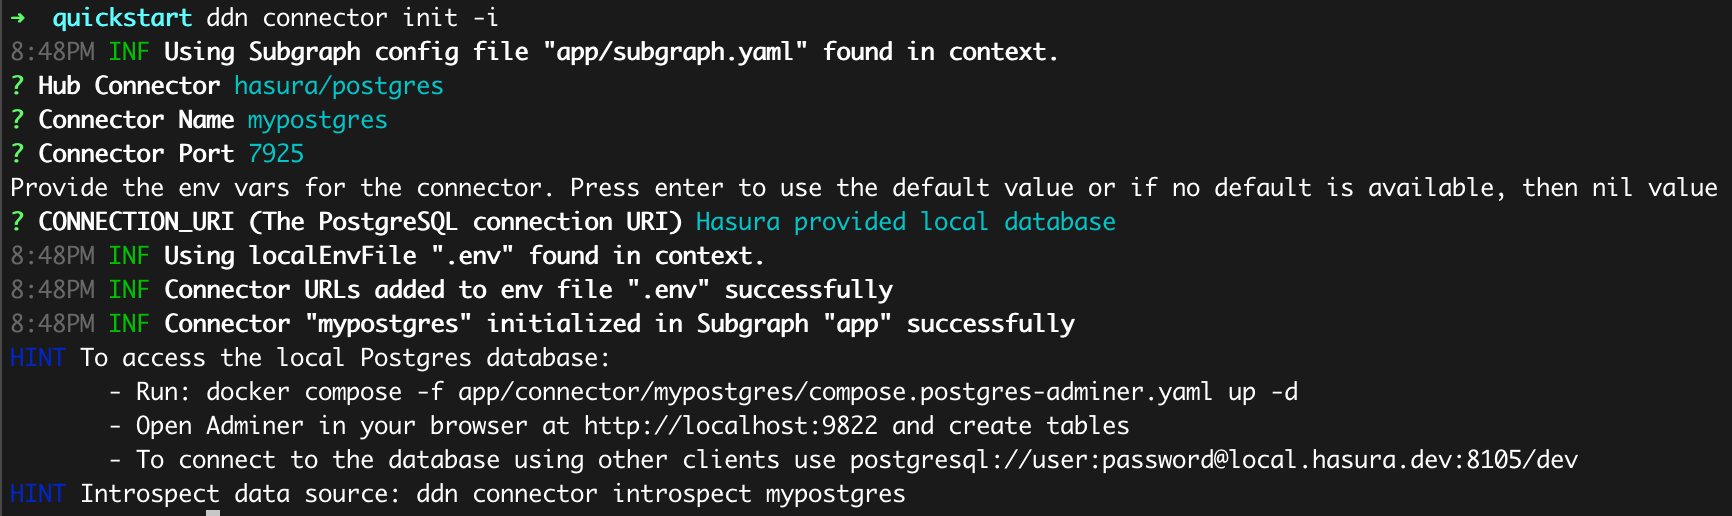 ➜  quickstart ddn connector init -i
8:48PM INF Using Subgraph config file "app/subgraph.yaml" found in context.
? Hub Connector hasura/postgres
? Connector Name mypostgres
? Connector Port 7925
Provide the env vars for the connector. Press enter to use the default value or if no default is available, then nil value
? CONNECTION_URI (The PostgreSQL connection URI) Hasura provided local database
8:48PM INF Using localEnvFile ".env" found in context.
8:48PM INF Connector URLs added to env file ".env" successfully
8:48PM INF Connector "mypostgres" initialized in Subgraph "app" successfully
HINT To access the local Postgres database:
- Run: docker compose -f app/connector/mypostgres/compose.postgres-adminer.yaml up -d
- Open Adminer in your browser at http://localhost:9822 and create tables
- To connect to the database using other clients use postgresql://user:password@local.hasura.dev:8105/dev
HINT Introspect data source: ddn connector introspect mypostgres